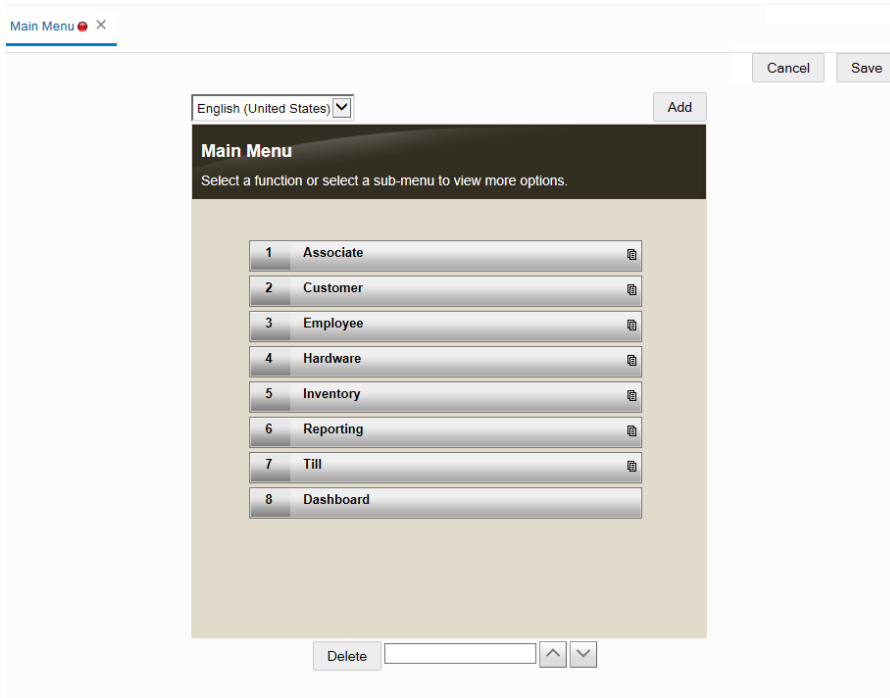 Main Menu
Cancel Save
English (United States) Add
Main Menu
Select a function or select a sub-menu to view more options.
1 Associate
2 Customer
3 Employee
4 Hardware
5 Inventory
6 Reporting
7 Till
8 Dashboard
Delete